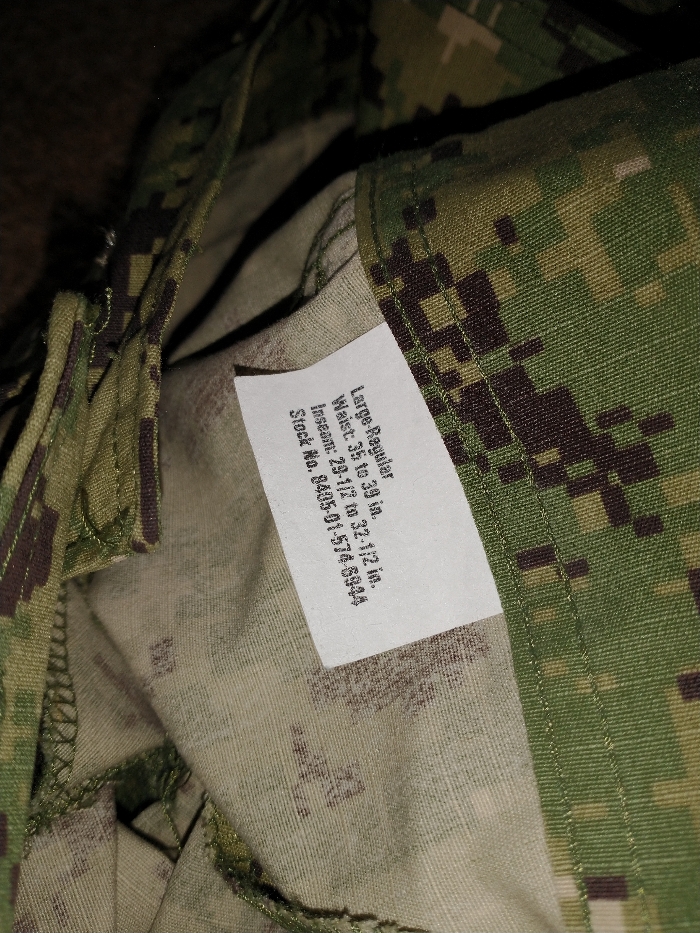 Large-Regular
Waist: 35 to 39 in.
Inseam: 29-1/2 to 32-1/2 in.
Stock No. 8405-01-574-6944